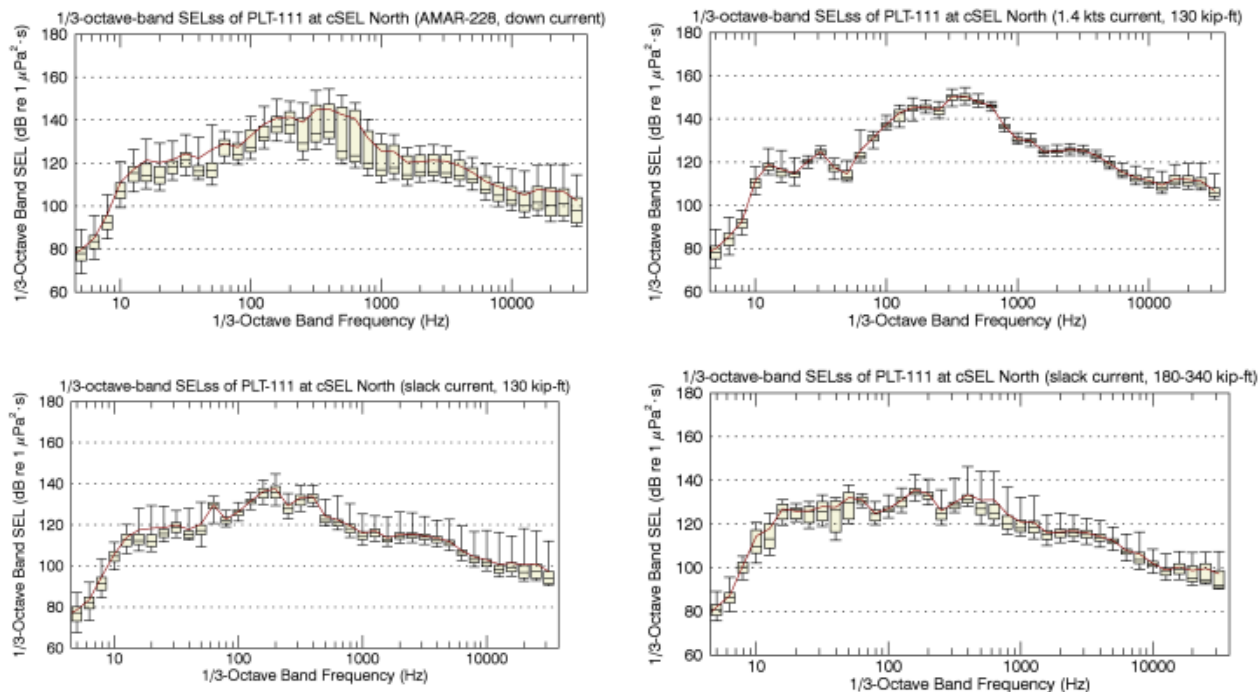 1/3-octave-band SELss of PLT-111 at cSEL North (AMAR-228, down current)
1/3-Octave Band SEL (dB re 1 μPa²·s)
180
160
140
120
100
80
60
10 100 1000 10000
1/3-Octave Band Frequency (Hz)
1/3-octave-band SELss of PLT-111 at cSEL North (1.4 kts current, 130 kip-ft)
1/3-Octave Band SEL (dB re 1 μPa²·s)
180
160
140
120
100
80
60
10 100 1000 10000
1/3-Octave Band Frequency (Hz)
1/3-octave-band SELss of PLT-111 at cSEL North (slack current, 130 kip-ft)
1/3-Octave Band SEL (dB re 1 μPa²·s)
180
160
140
120
100
80
60
10 100 1000 10000
1/3-Octave Band Frequency (Hz)
1/3-octave-band SELss of PLT-111 at cSEL North (slack current, 180-340 kip-ft)
1/3-Octave Band SEL (dB re 1 μPa²·s)
180
160
140
120
100
80
60
10 100 1000 10000
1/3-Octave Band Frequency (Hz)